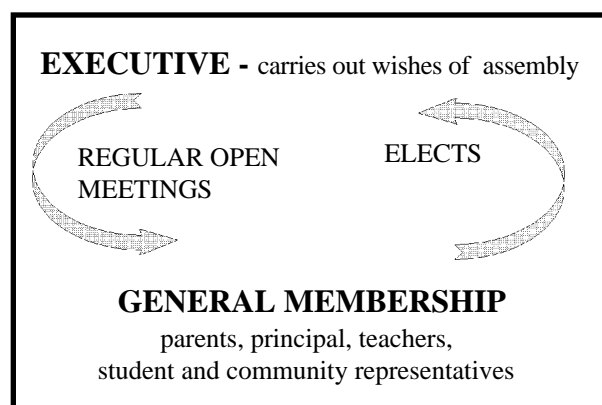 EXECUTIVE - carries out wishes of assembly
REGULAR OPEN
MEETINGS
ELECTS
GENERAL MEMBERSHIP
parents, principal, teachers,
student and community representatives